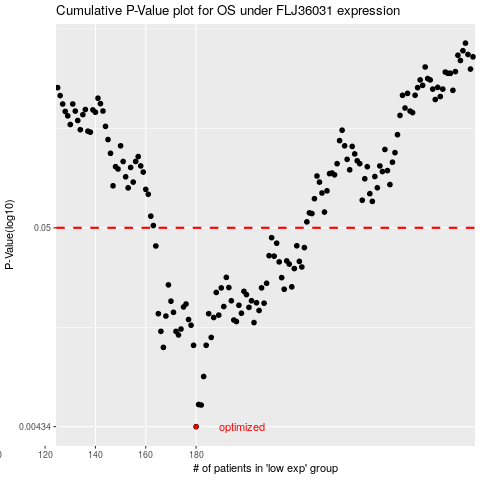 Cumulative P-Value plot for OS under FLJ36031 expression
P-Value(log10)
0.05
0.00434
optimized
0
120
140
160
180
# of patients in 'low exp' group